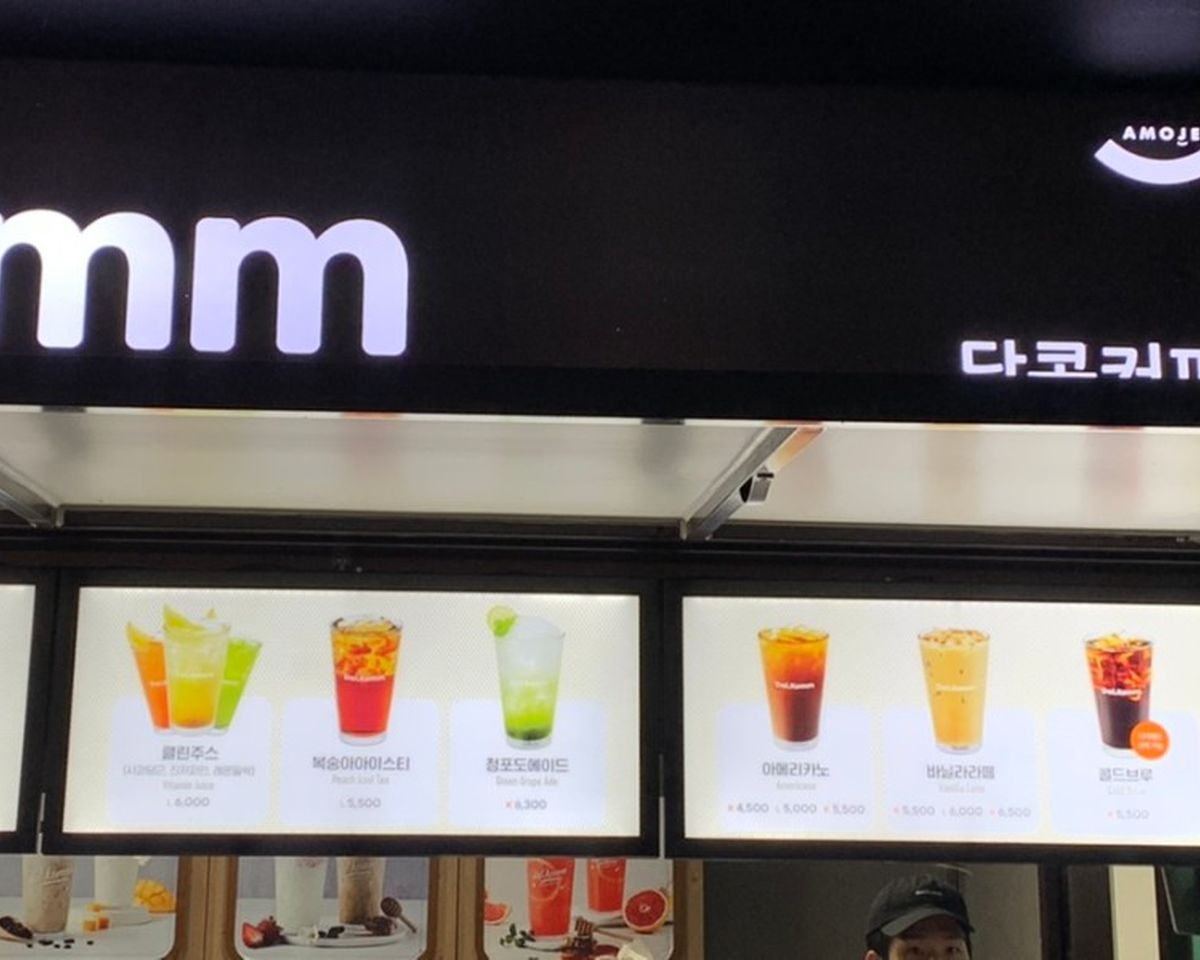 AMOJE
mm
다코커피
클린주스
Vitamin Juice
L 6,000
복숭아아이스티
Peach Iced Tea
L 5,500
청포도에이드
Green Grape Ade
R 6,300
아메리카노
Americano
R 4,500 L 5,000 R 5,500
바닐라라떼
Vanilla Latte
R 5,500 L 6,000 R 6,500
콜드브루
Cold Brew
R 5,500